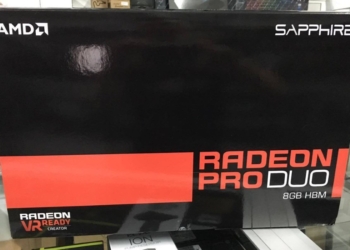 AMD
SAPPHIRE
RADEON
PRO DUO
8GB HBM
RADEON
VR READY
CREATOR